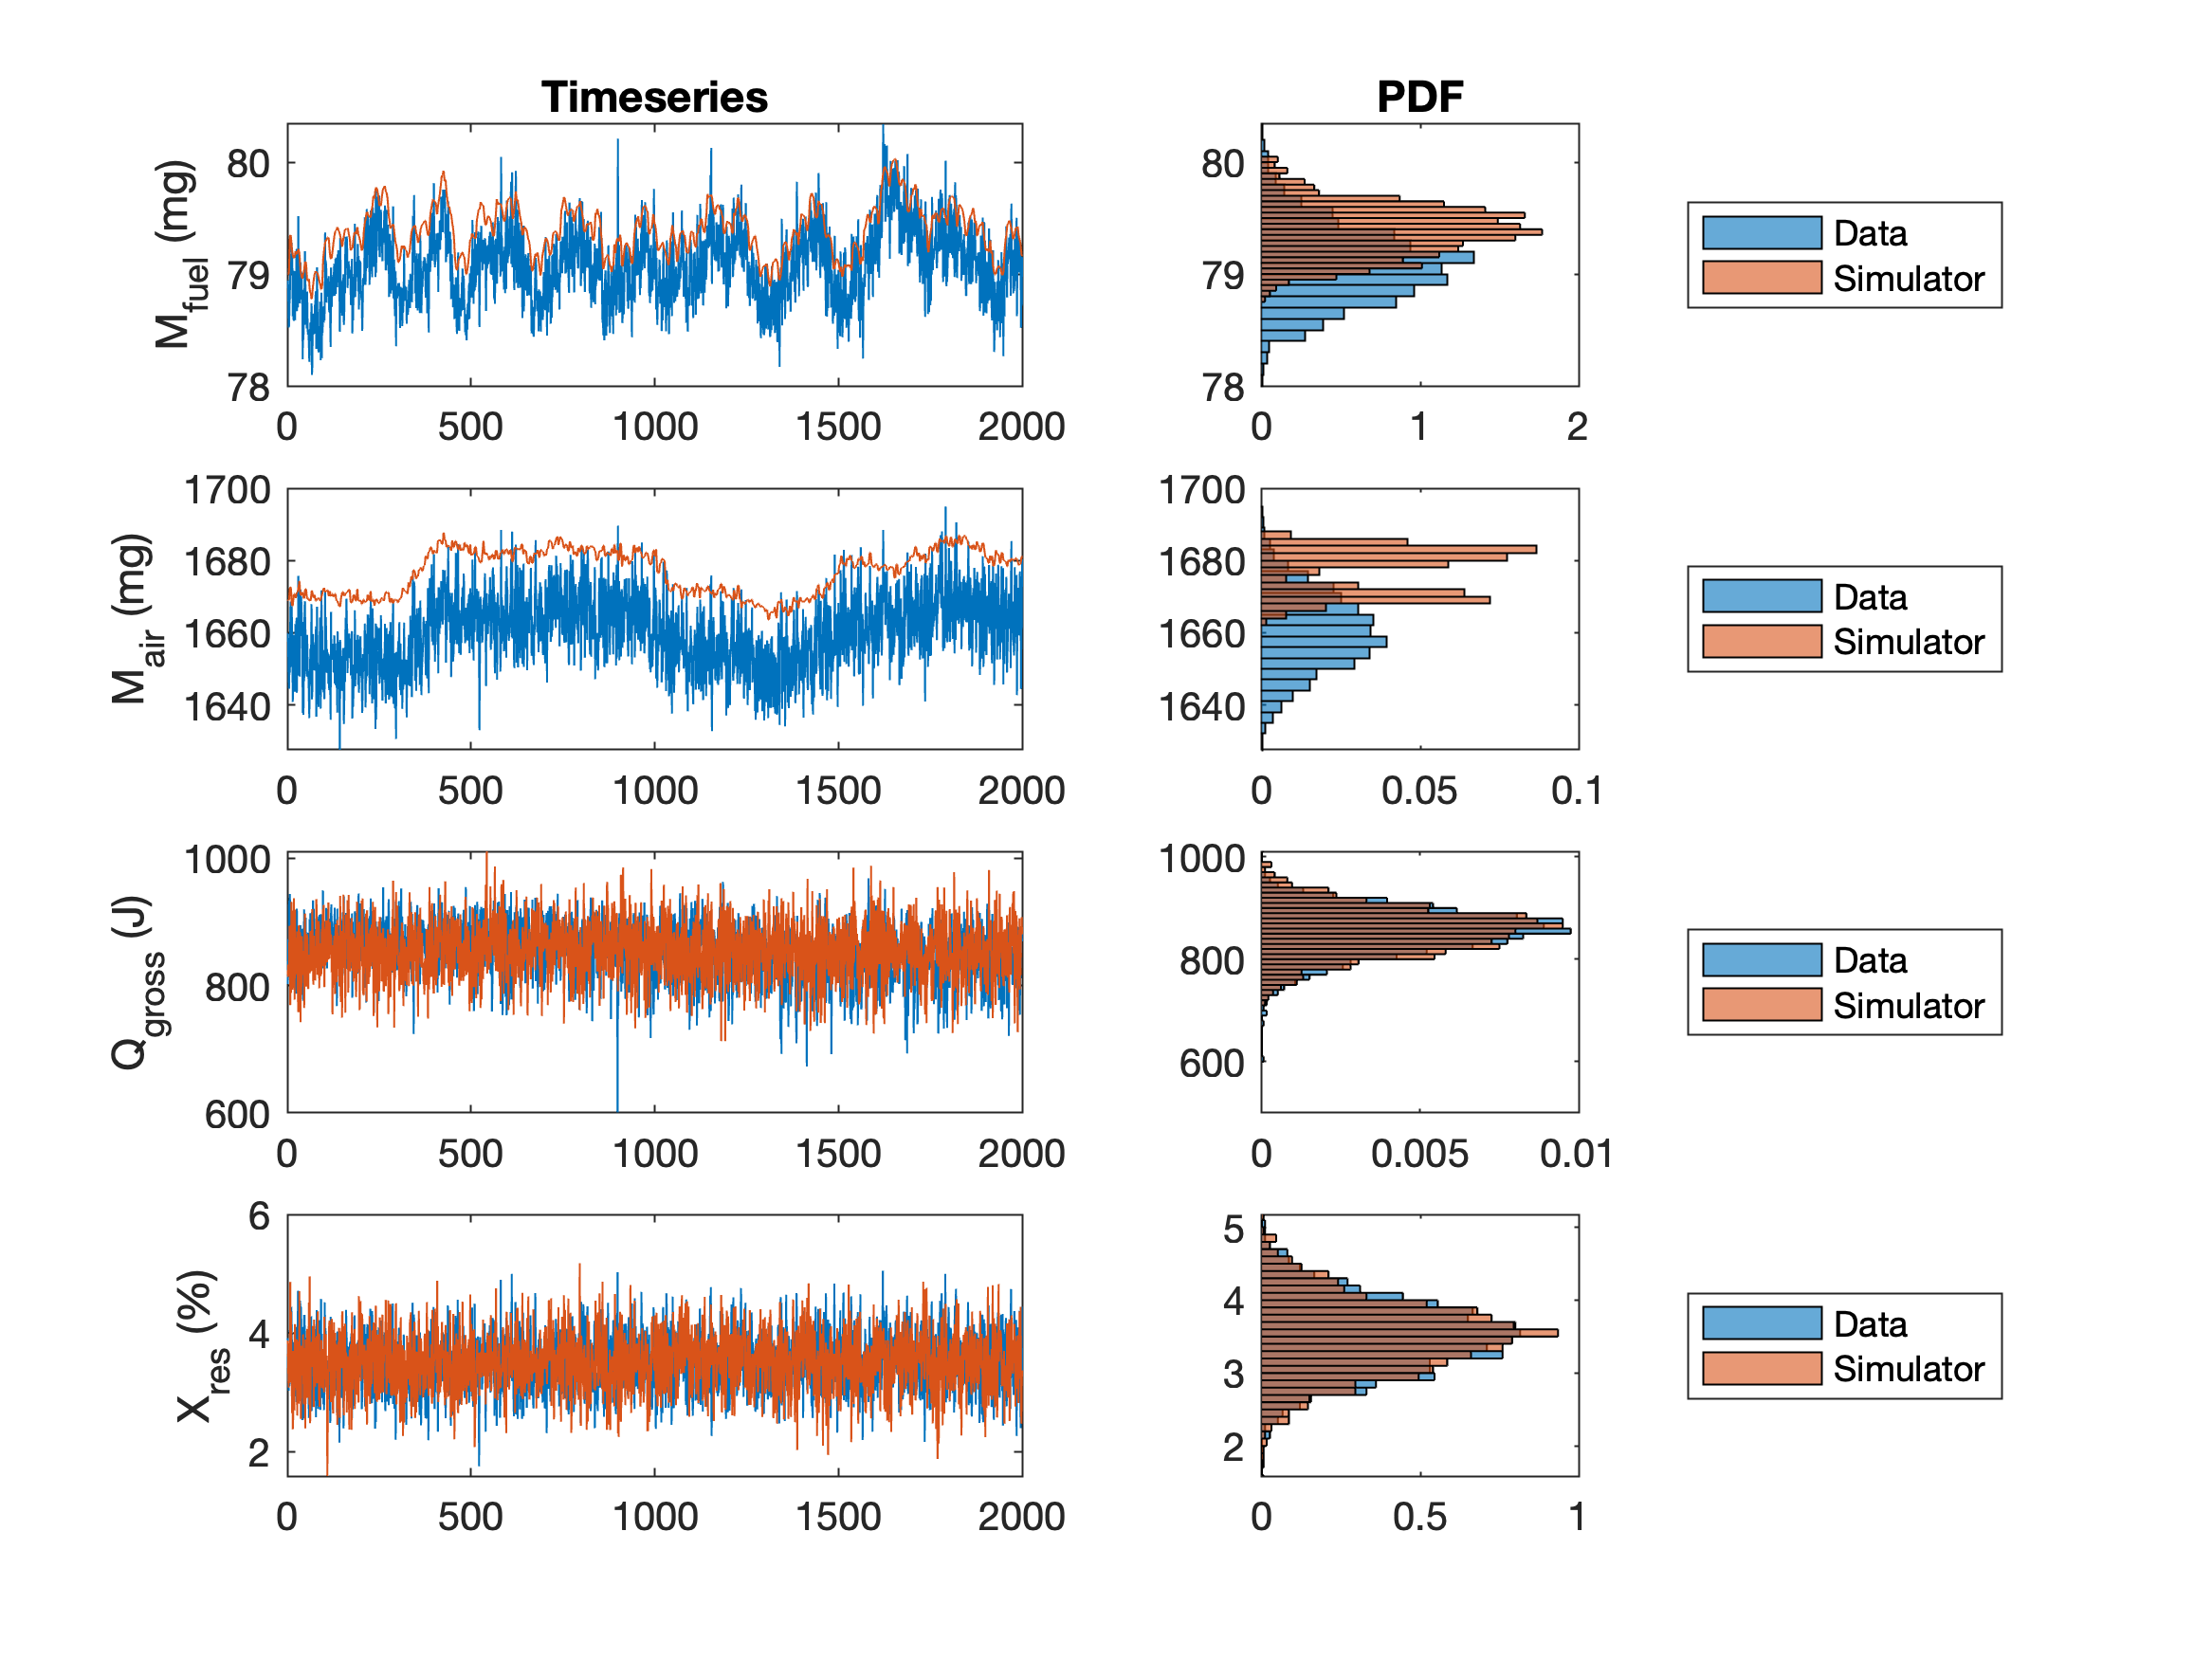 Timeseries
PDF
M_fuel (mg)
80
79
78
0 500 1000 1500 2000
80
79
78
0 1 2
Data
Simulator
M_air (mg)
1700
1680
1660
1640
0 500 1000 1500 2000
1700
1680
1660
1640
0 0.05 0.1
Data
Simulator
Q_gross (J)
1000
800
600
0 500 1000 1500 2000
1000
800
600
0 0.005 0.01
Data
Simulator
X_res (%)
6
4
2
0 500 1000 1500 2000
5
4
3
2
0 0.5 1
Data
Simulator